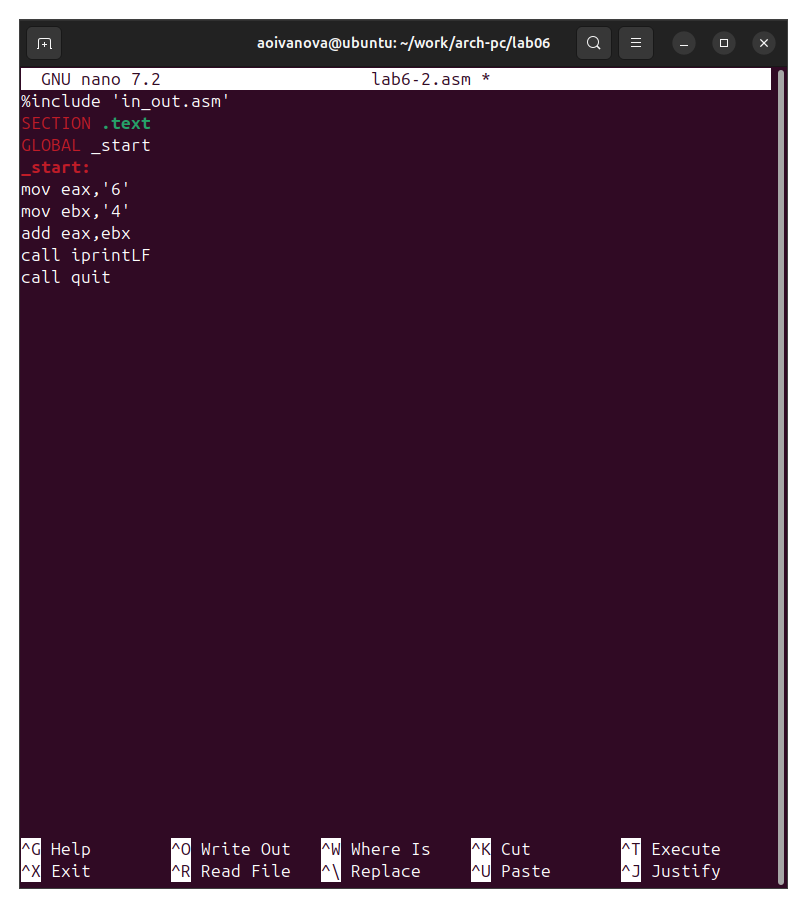 aoivanova@ubuntu: ~/work/arch-pc/lab06
GNU nano 7.2 lab6-2.asm *
%include 'in_out.asm'
SECTION .text
GLOBAL _start
_start:
mov eax,'6'
mov ebx,'4'
add eax,ebx
call iprintLF
call quit
^G Help ^O Write Out ^W Where Is ^K Cut ^T Execute
^X Exit ^R Read File ^\ Replace ^U Paste ^J Justify